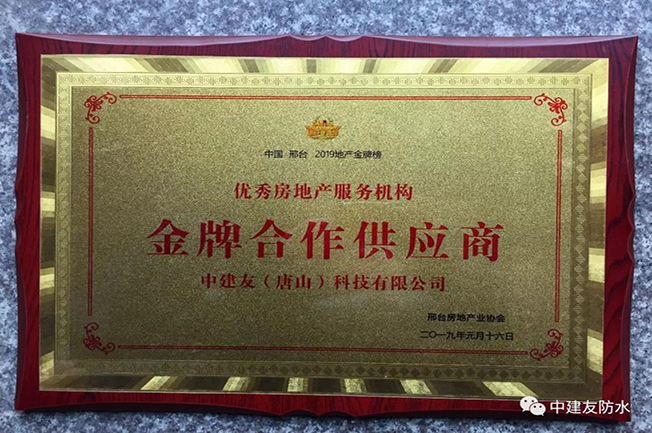 中国·邢台 2019地产金牌榜
优秀房地产服务机构
金牌合作供应商
中建友（唐山）科技有限公司
邢台房地产业协会
二〇一九年元月十六日
中建友防水